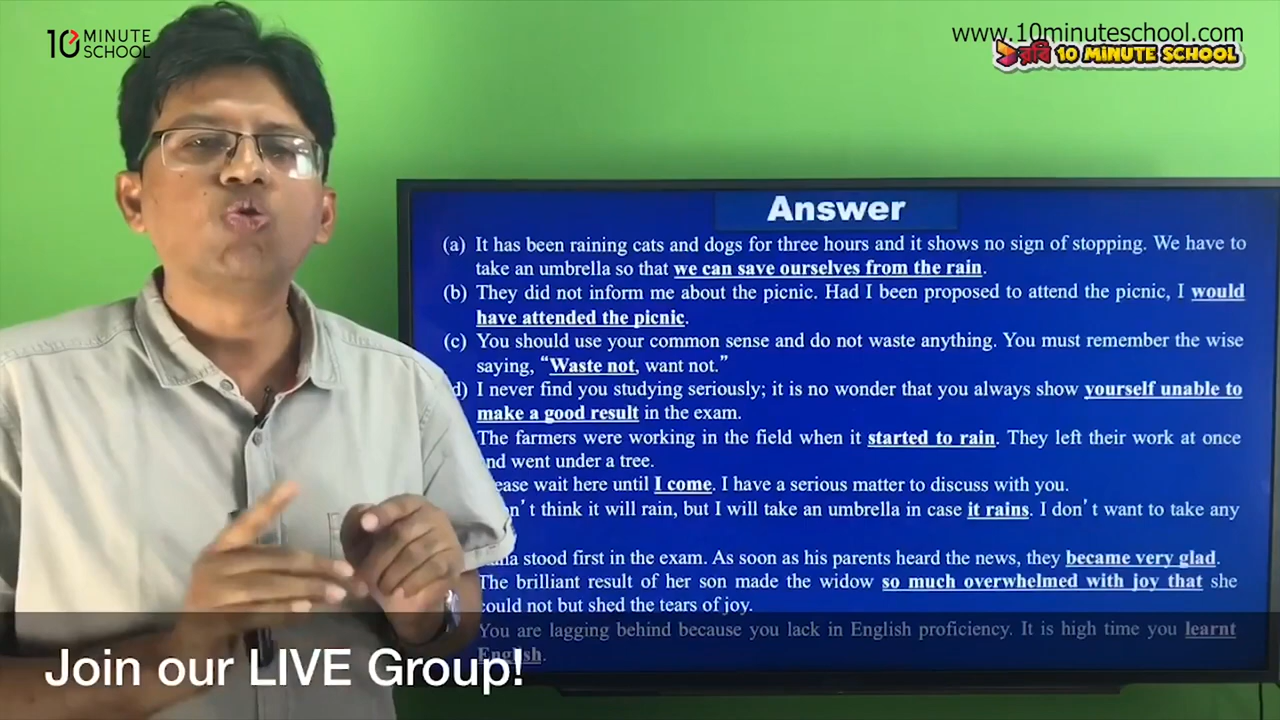 10 MINUTE SCHOOL
www.10minuteschool.com
রবি 10 MINUTE SCHOOL
Answer
(a) It has been raining cats and dogs for three hours and it shows no sign of stopping. We have to
take an umbrella so that we can save ourselves from the rain.
(b) They did not inform me about the picnic. Had I been proposed to attend the picnic, I would
have attended the picnic.
(c) You should use your common sense and do not waste anything. You must remember the wise
saying, “Waste not, want not.”
d) I never find you studying seriously; it is no wonder that you always show yourself unable to
make a good result in the exam.
The farmers were working in the field when it started to rain. They left their work at once
nd went under a tree.
ease wait here until I come. I have a serious matter to discuss with you.
n't think it will rain, but I will take an umbrella in case it rains. I don't want to take any
stood first in the exam. As soon as his parents heard the news, they became very glad.
The brilliant result of her son made the widow so much overwhelmed with joy that she
could not but shed the tears of joy.
You are lagging behind because you lack in English proficiency. It is high time you learnt
English.
Join our LIVE Group!